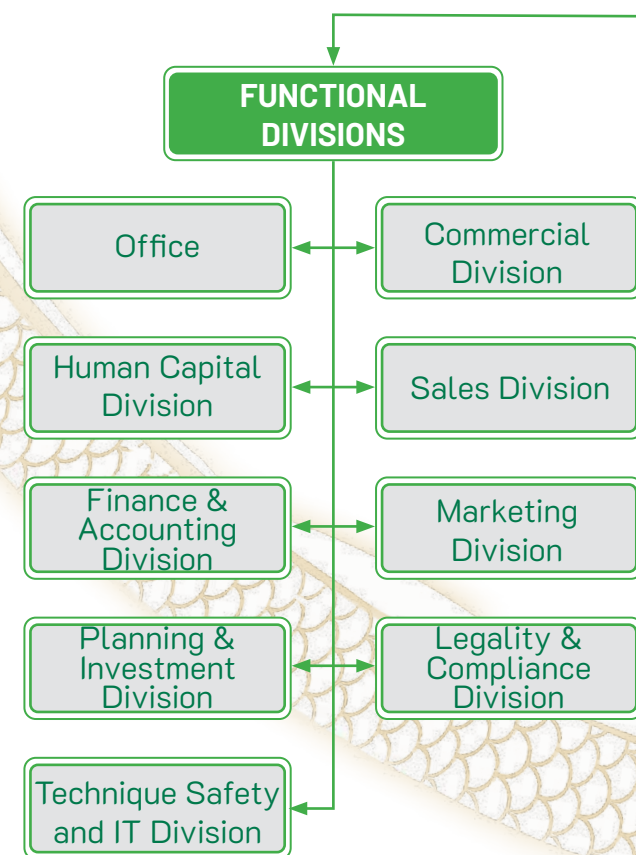 FUNCTIONAL
DIVISIONS
Office
Commercial
Division
Human Capital
Division
Sales Division
Finance &
Accounting
Division
Marketing
Division
Planning &
Investment
Division
Legality &
Compliance
Division
Technique Safety
and IT Division